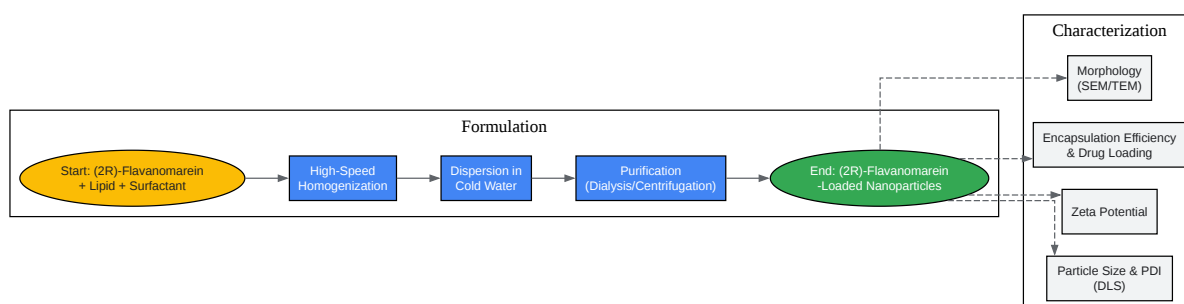 Characterization
Morphology
(SEM/TEM)
Formulation
Start: (2R)-Flavanomarein
+ Lipid + Surfactant
High-Speed
Homogenization
Dispersion in
Cold Water
Purification
(Dialysis/Centrifugation)
End: (2R)-Flavanomarein
-Loaded Nanoparticles
Encapsulation Efficiency
& Drug Loading
Zeta Potential
Particle Size & PDI
(DLS)